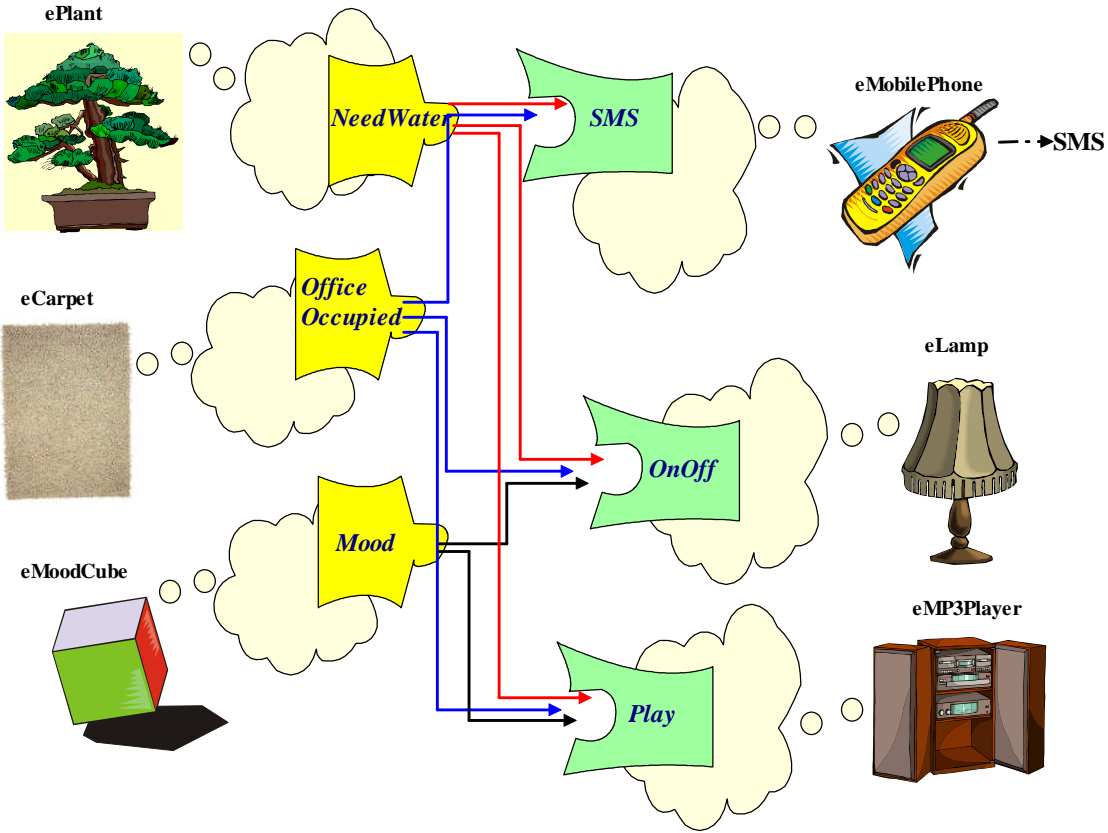 ePlant
NeedWater
SMS
eMobilePhone
SMS
eCarpet
Office
Occupied
eLamp
OnOff
Mood
eMoodCube
eMP3Player
Play